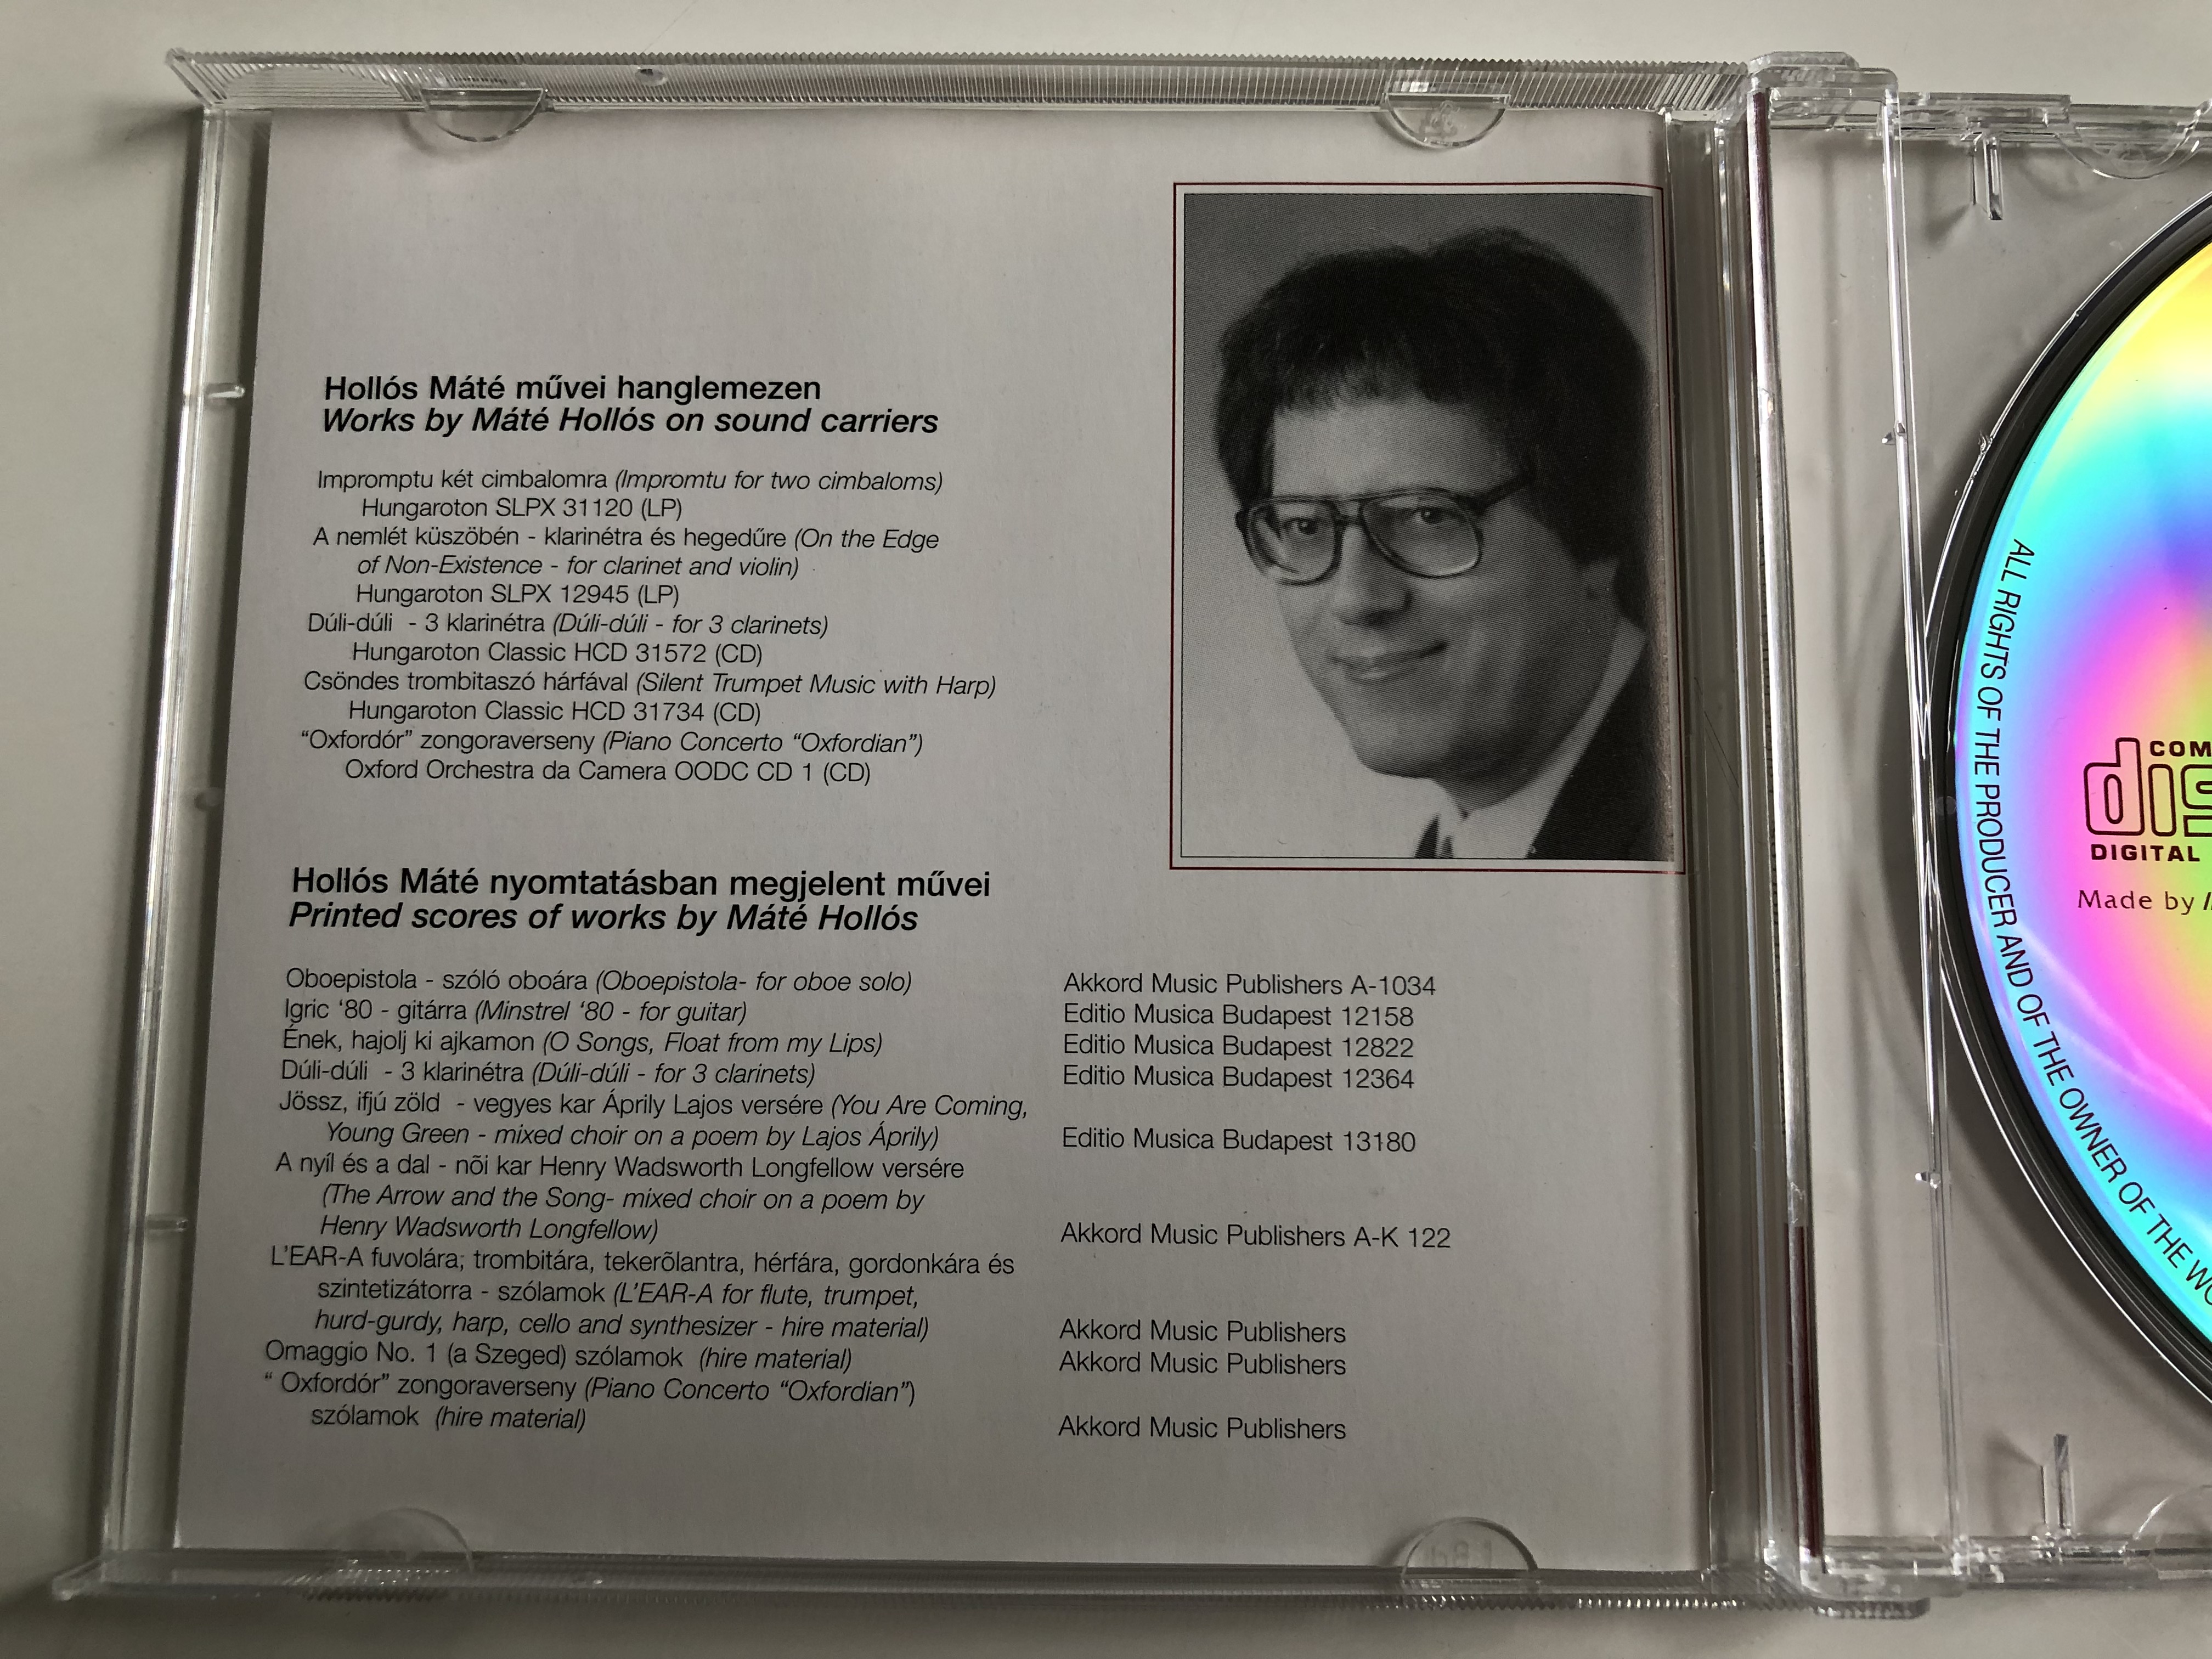 Hollós Máté művei hanglemezen
Works by Máté Hollós on sound carriers
Impromptu két cimbalomra (Impromtu for two cimbaloms)
Hungaroton SLPX 31120 (LP)
A nemlét küszöbén - klarinétra és hegedűre (On the Edge
of Non-Existence - for clarinet and violin)
Hungaroton SLPX 12945 (LP)
Dúli-dúli - 3 klarinétra (Dúli-dúli - for 3 clarinets)
Hungaroton Classic HCD 31572 (CD)
Csöndes trombitaszó hárfával (Silent Trumpet Music with Harp)
Hungaroton Classic HCD 31734 (CD)
“Oxfordór” zongoraverseny (Piano Concerto “Oxfordian”)
Oxford Orchestra da Camera OODC CD 1 (CD)
Hollós Máté nyomtatásban megjelent művei
Printed scores of works by Máté Hollós
Oboepistola - szóló oboára (Oboepistola- for oboe solo) Akkord Music Publishers A-1034
Igric ‘80 - gitárra (Minstrel ‘80 - for guitar) Editio Musica Budapest 12158
Ének, hajolj ki ajkamon (O Songs, Float from my Lips) Editio Musica Budapest 12822
Dúli-dúli - 3 klarinétra (Dúli-dúli - for 3 clarinets) Editio Musica Budapest 12364
Jössz, ifjú zöld - vegyes kar Áprily Lajos versére (You Are Coming,
Young Green - mixed choir on a poem by Lajos Áprily) Editio Musica Budapest 13180
A nyíl és a dal - nõi kar Henry Wadsworth Longfellow versére
(The Arrow and the Song- mixed choir on a poem by
Henry Wadsworth Longfellow) Akkord Music Publishers A-K 122
L’EAR-A fuvolára, trombitára, tekerõlantra, hérfára, gordonkára és
szintetizátorra - szólamok (L’EAR-A for flute, trumpet,
hurd-gurdy, harp, cello and synthesizer - hire material) Akkord Music Publishers
Omaggio No. 1 (a Szeged) szólamok (hire material) Akkord Music Publishers
“ Oxfordór” zongoraverseny (Piano Concerto “Oxfordian”)
szólamok (hire material) Akkord Music Publishers
ALL RIGHTS OF THE PRODUCER AND OF THE OWNER OF THE
DIGITAL
Made by